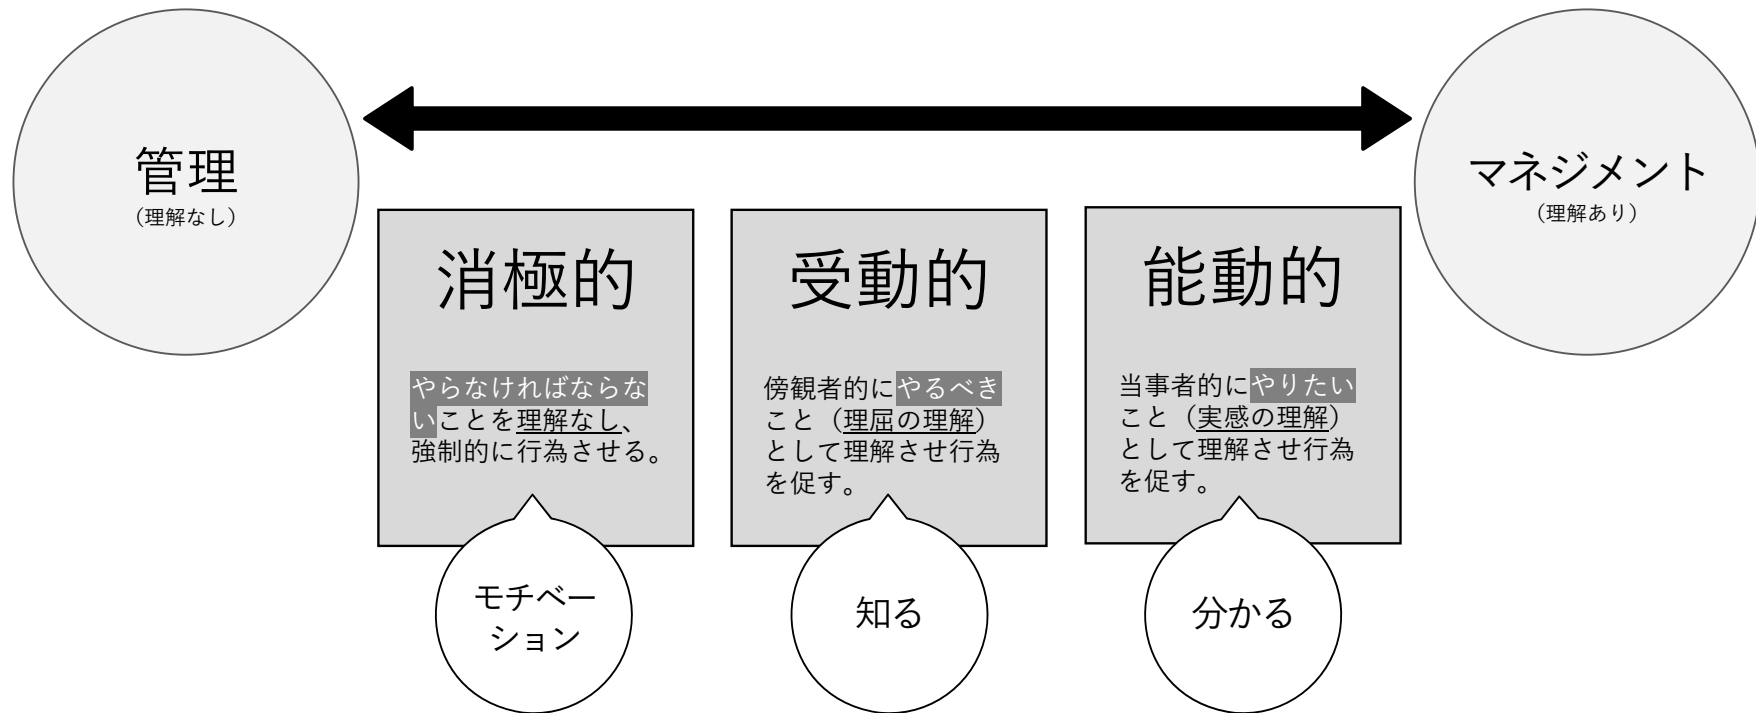 管理
（理解なし）
マネジメント
（理解あり）
消極的
やらなければならな
いことを理解なし、
強制的に行為させる。
モチベー
ション
受動的
傍観者的にやるべき
こと（理屈の理解）
として理解させ行為
を促す。
知る
能動的
当事者的にやりたい
こと（実感の理解）
として理解させ行為
を促す。
分かる